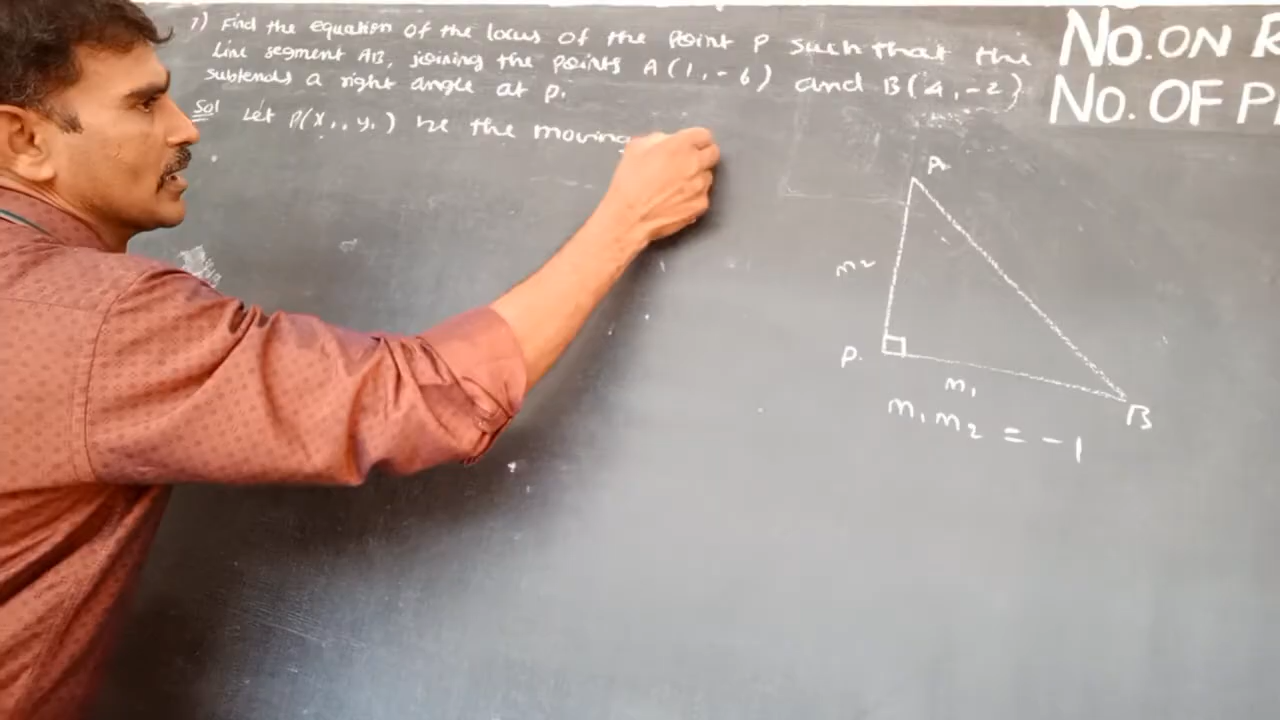 7) Find the equation of the locus of the point P such that the
Line segment AB, joining the points A(1,-6) and B(4,-2)
subtends a right angle at P.
Sol Let P(x₁, y₁) be the moving
No. ON
No. OF
A
m₂
P.
m₁
B
m₁m₂ = -1